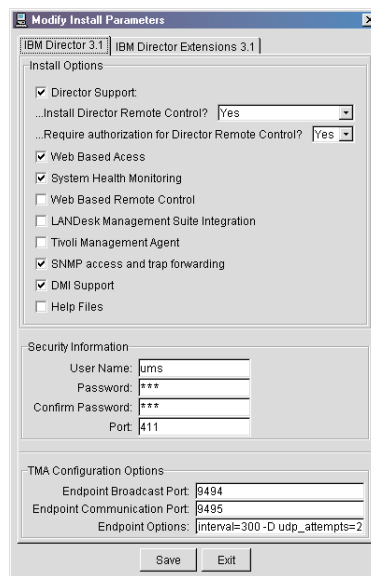 Modify Install Parameters
IBM Director 3.1 IBM Director Extensions 3.1
Install Options
Director Support:
...Install Director Remote Control? Yes
...Require authorization for Director Remote Control? Yes
Web Based Acess
System Health Monitoring
Web Based Remote Control
LANDesk Management Suite Integration
Tivoli Management Agent
SNMP access and trap forwarding
DMI Support
Help Files
Security Information
User Name: ums
Password: ***
Confirm Password: ***
Port: 411
TMA Configuration Options
Endpoint Broadcast Port: 9494
Endpoint Communication Port: 9495
Endpoint Options: interval=300 -D udp_attempts=2
Save Exit